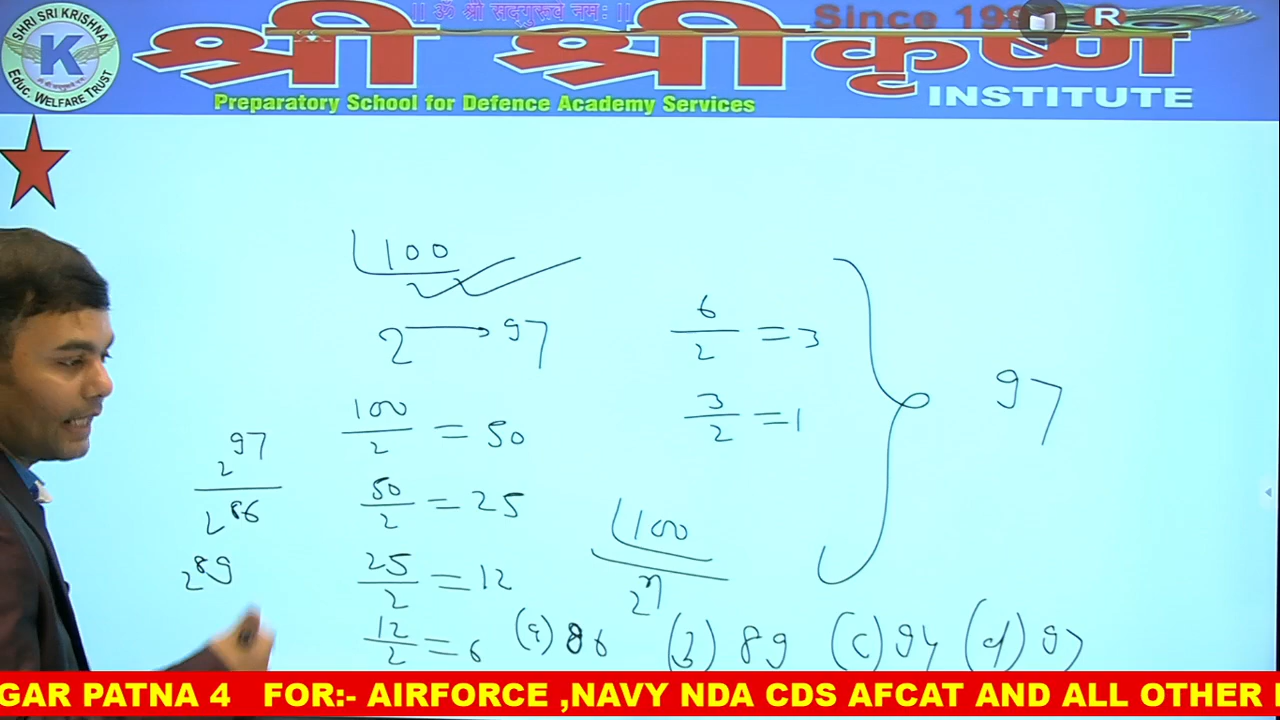 || ॐ श्री सद्गुरूवे नमः ||
Since 199
R
SHRI SRI KRISHNA
K
Educ. WELFARE TRUST
श्री श्रीकृष्ण
INSTITUTE
Preparatory School for Defence Academy Services
100
2
2 → 97
100/2 = 50
50/2 = 25
25/2 = 12
12/2 = 6
6/2 = 3
3/2 = 1
97
2^97
2^86
2^89
100
2^n
(a) 86 (b) 89 (c) 94 (d) 97
GAR PATNA 4 FOR:- AIRFORCE ,NAVY NDA CDS AFCAT AND ALL OTHER